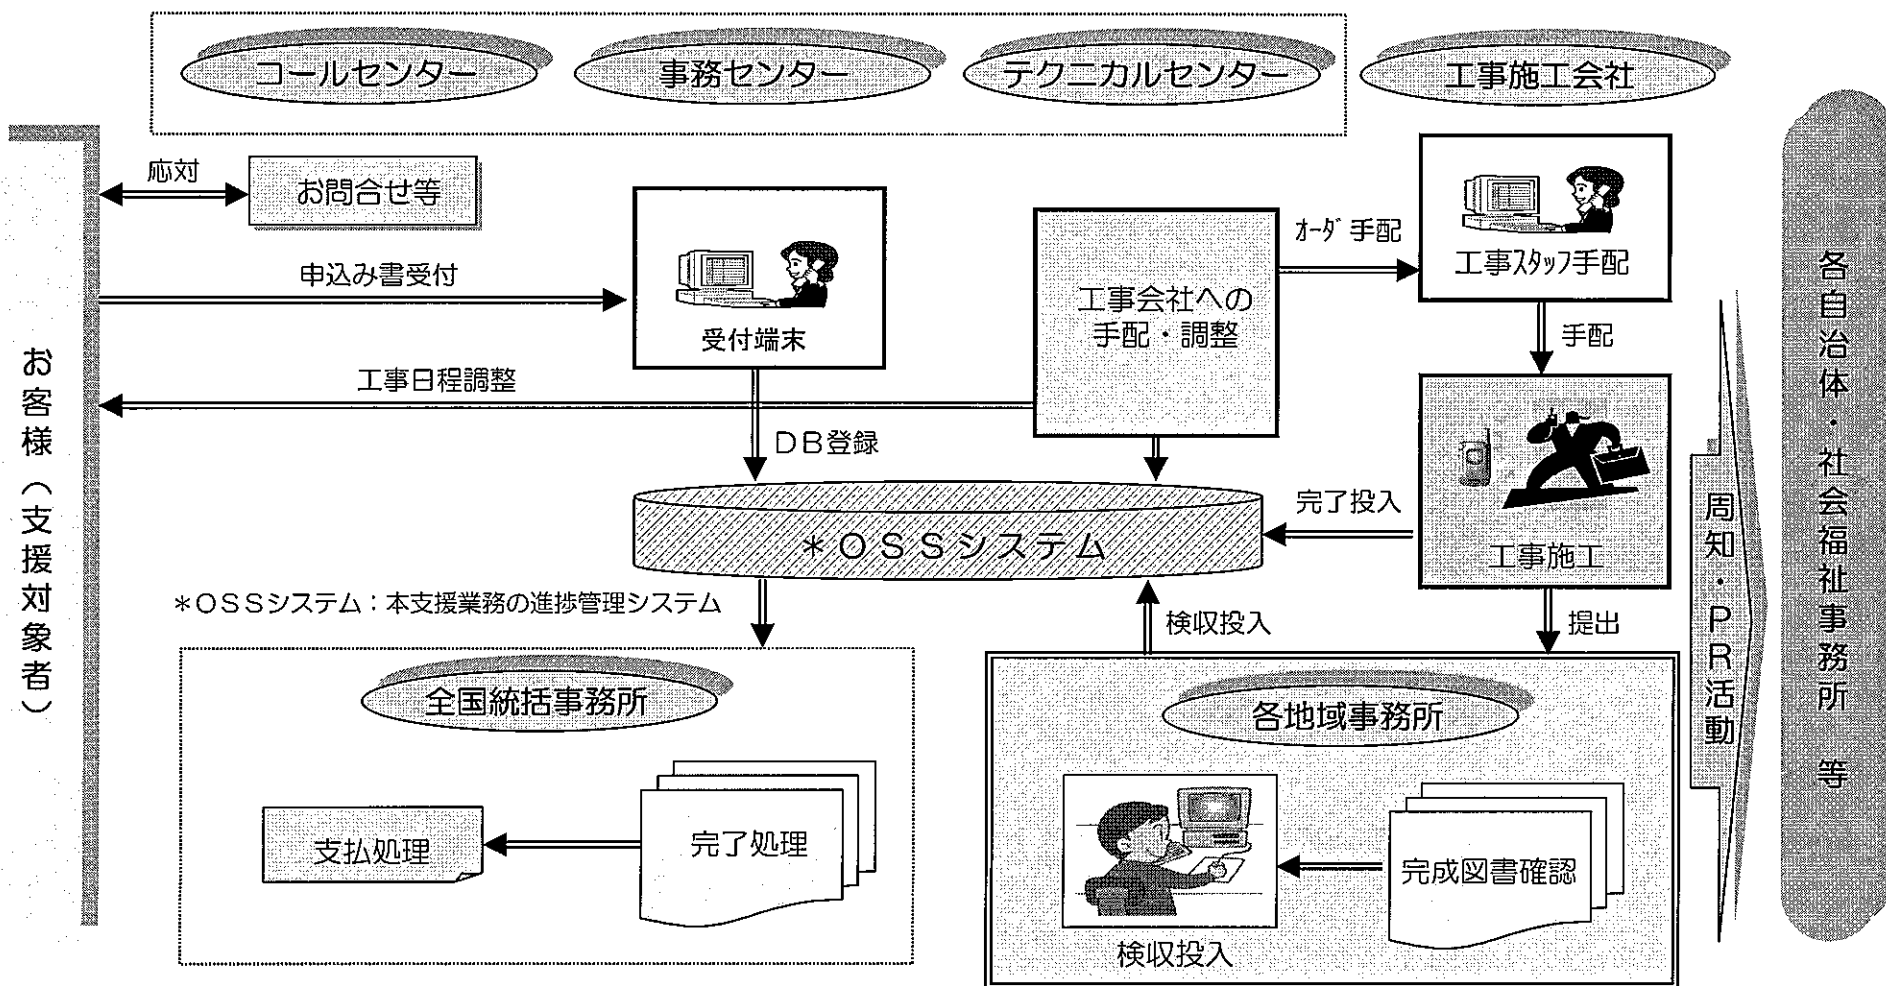 コールセンター
事務センター
テクニカルセンター
工事施工会社
応対
お問合せ等
申込み書受付
受付端末
工事日程調整
DB登録
工事会社への
手配・調整
オーダ手配
工事スタッフ手配
手配
工事施工
完了投入
*OSSシステム
*OSSシステム:本支援業務の進捗管理システム
検収投入
提出
全国統括事務所
支払処理
完了処理
各地域事務所
検収投入
完成図書確認
お客様(支援対象者)
周知・PR活動
各自治体・社会福祉事務所 等